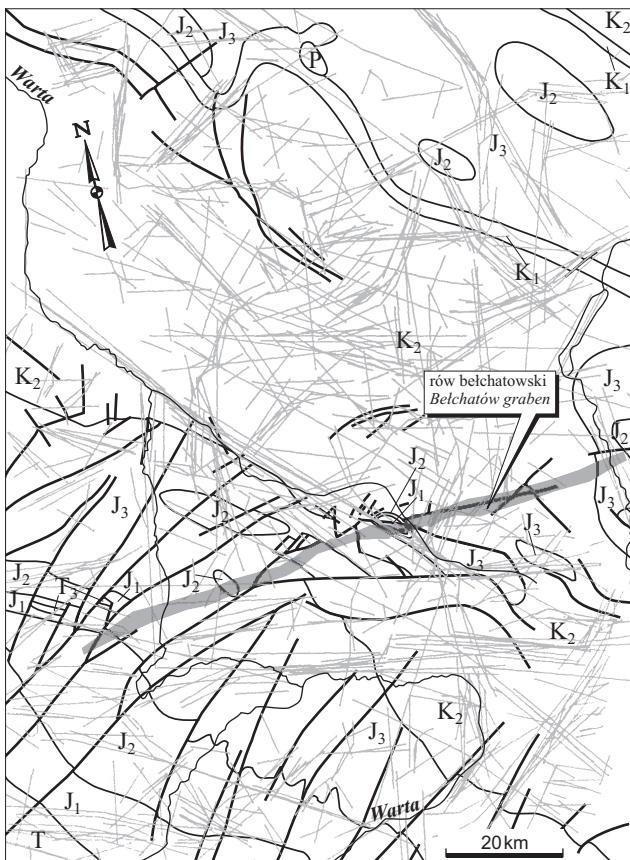 K₂
J₂
J₃
P
K₁
Warta
J₂
N
J₃
J₂
K₁
K₂
rów bełchatowski
Bełchatów graben
K₂
J₃
J₂
J₂
J₁
J₃
J₂
J₃
J₃
J₃
J₂
T₃
J₁
J₂
J₁
K₂
J₂
J₃
K₂
J₁
Warta
T
20 km